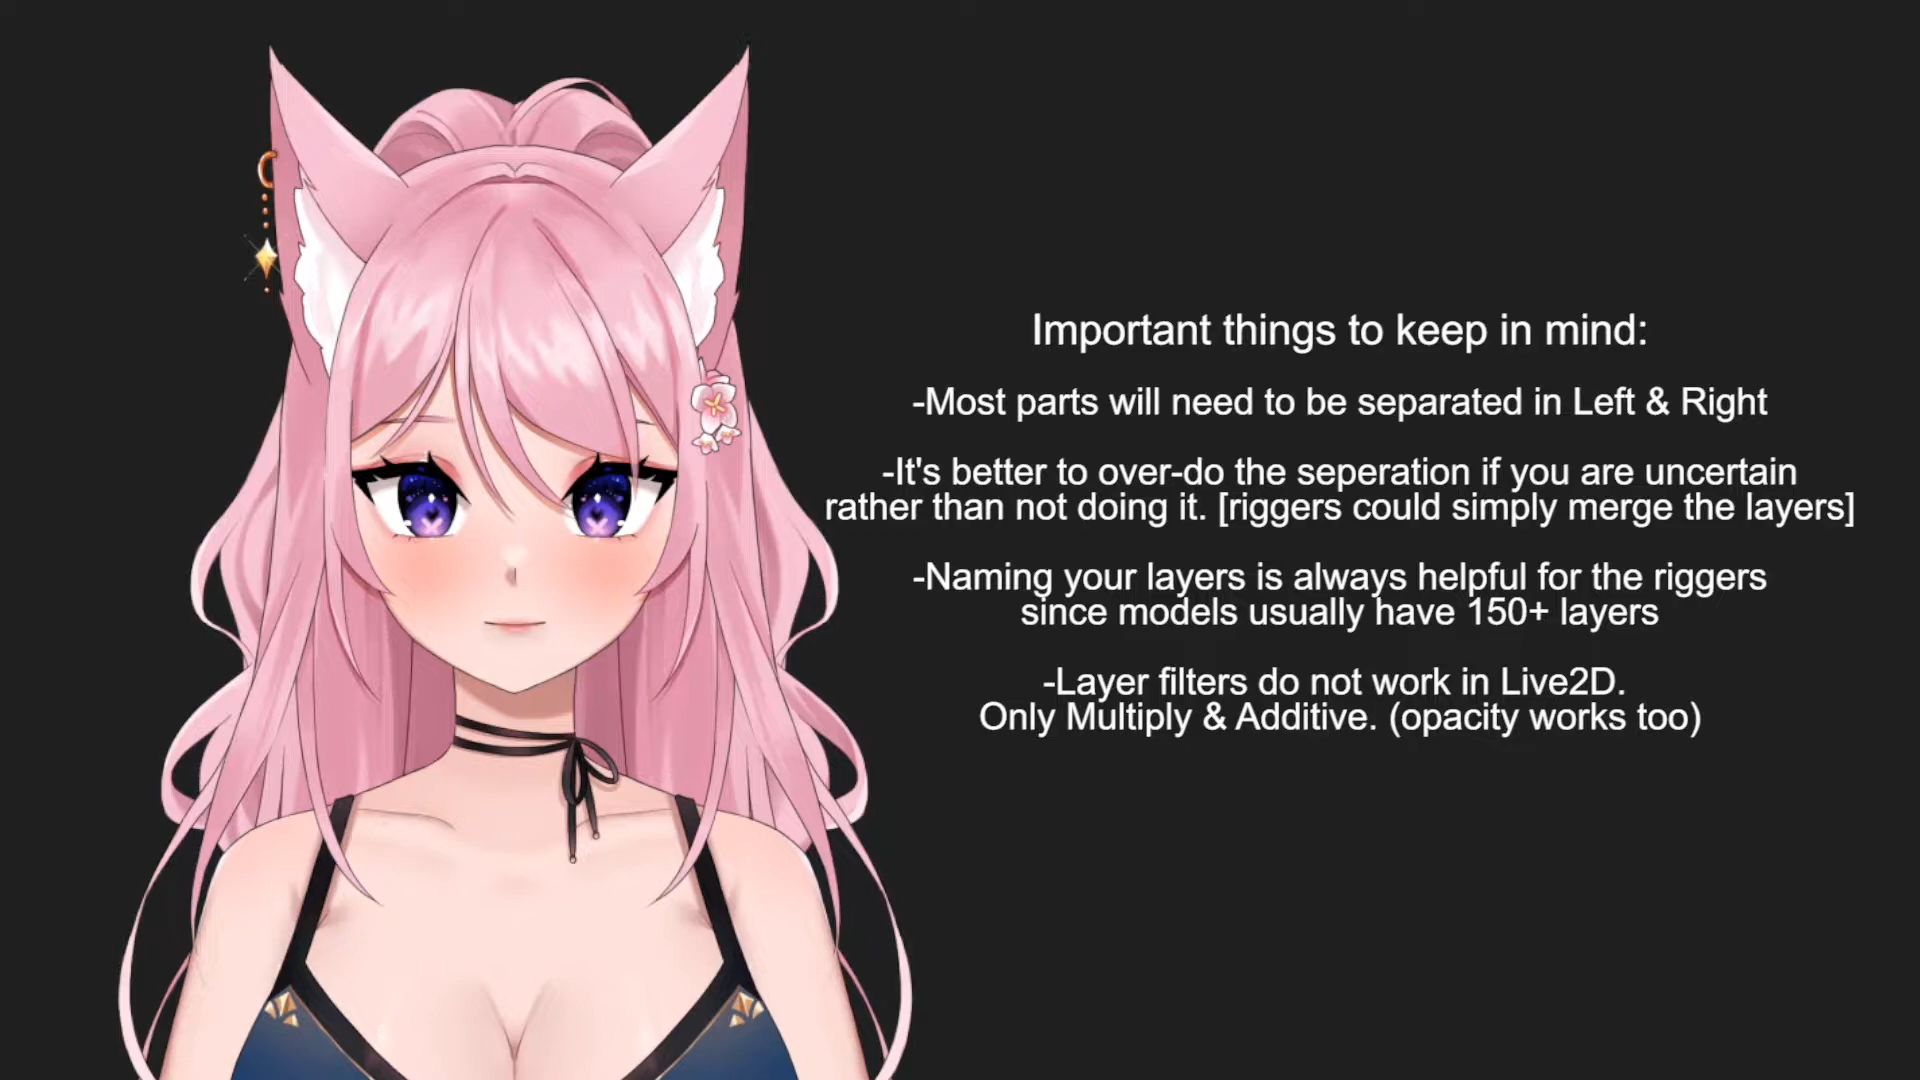 Important things to keep in mind:
-Most parts will need to be separated in Left & Right
-It's better to over-do the seperation if you are uncertain
rather than not doing it. [riggers could simply merge the layers]
-Naming your layers is always helpful for the riggers
since models usually have 150+ layers
-Layer filters do not work in Live2D.
Only Multiply & Additive. (opacity works too)